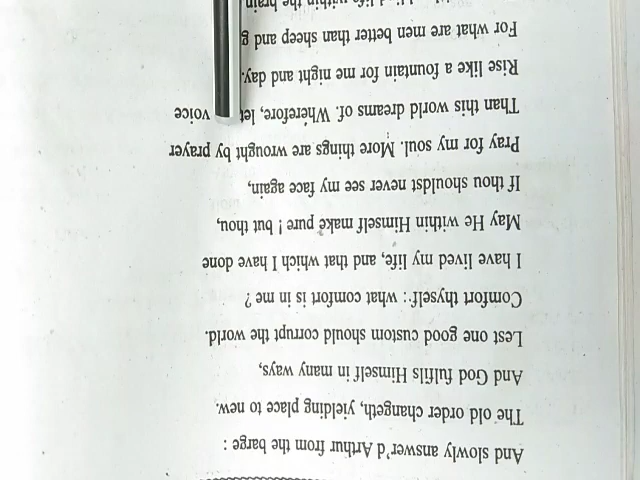 And slowly answer'd Arthur from the barge :
The old order changeth, yielding place to new.
And God fulfils Himself in many ways,
Lest one good custom should corrupt the world.
Comfort thyself : what comfort is in me ?
I have lived my life, and that which I have done
May He within Himself make pure ! but thou,
If thou shouldst never see my face again,
Pray for my soul. More things are wrought by prayer
Than this world dreams of. Wherefore, let voice
Rise like a fountain for me night and day.
For what are men better than sheep and g
within the brain